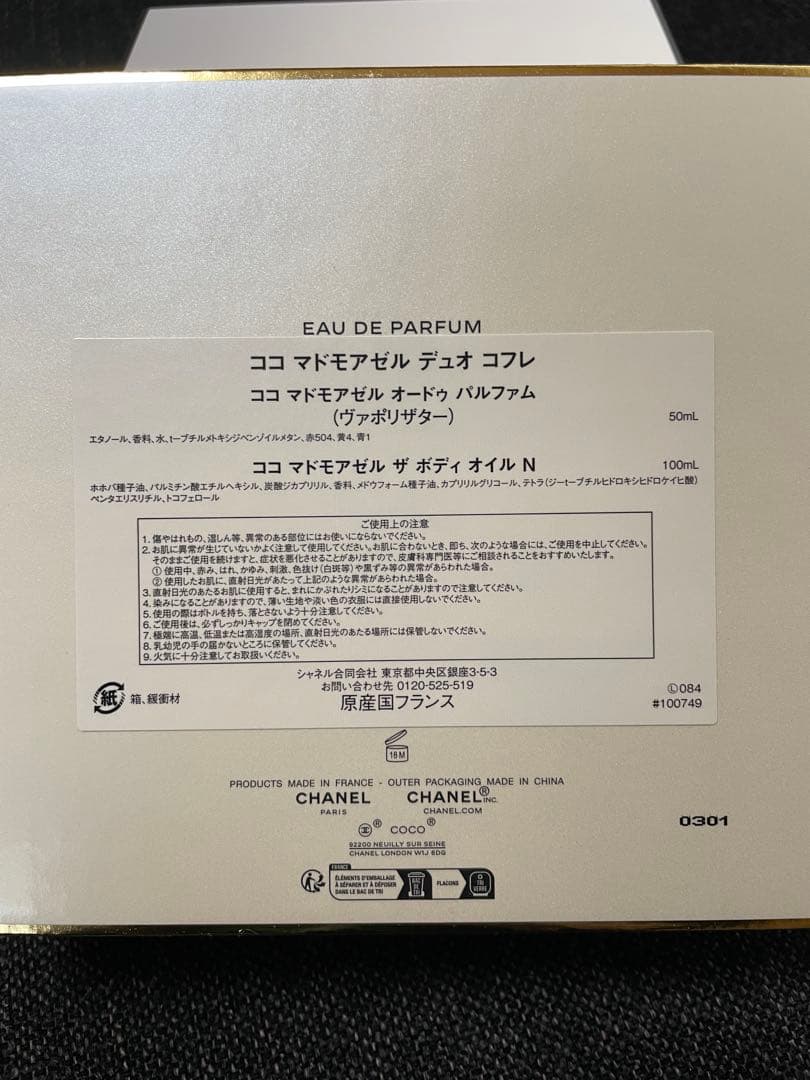 EAU DE PARFUM
ココ マドモアゼル デュオ コフレ
ココ マドモアゼル オードゥ パルファム
(ヴァポリザター) 50mL
エタノール、香料、水、t-ブチルメトキシジベンゾイルメタン、赤504、黄4、青1
ココ マドモアゼル ザ ボディ オイル N 100mL
ホホバ種子油、パルミチン酸エチルヘキシル、炭酸ジカプリリル、香料、メドウフォーム種子油、カプリリルグリコール、テトラ(ジ-t-ブチルヒドロキシヒドロケイヒ酸)
ペンタエリスリチル、トコフェロール
ご使用上の注意
1. 傷やはれもの、湿しん等、異常のある部位にはお使いにならないでください。
2. お肌に異常が生じていないかよく注意して使用してください。お肌に合わないとき、即ち、次のような場合には、ご使用を中止してください。
そのままご使用を続けますと、症状を悪化させることがありますので、皮膚科専門医等にご相談されることをおすすめいたします。
① 使用中、赤み、はれ、かゆみ、刺激、色抜け(白斑等)や黒ずみ等の異常があらわれた場合。
② 使用したお肌に、直射日光があたって上記のような異常があらわれた場合。
3. 直射日光のあたるお肌に使用すると、まれにかぶれたりシミになることがありますので注意してください。
4. 染みになることがありますので、薄い生地や淡い色の衣服には直接使用しないでください。
5. 使用の際はボトルを持ち、落とさないよう十分注意してください。
6. ご使用後は、必ずしっかりキャップを閉めてください。
7. 極端に高温、低温または高湿度の場所、直射日光のあたる場所には保管しないでください。
8. 乳幼児の手の届かないところに保管してください。
9. 火気に十分注意してお取扱いください。
シャネル合同会社 東京都中央区銀座3-5-3
お問い合わせ先 0120-525-519
原産国フランス
紙 箱、緩衝材
Ⓛ084
#100749
18M
PRODUCTS MADE IN FRANCE - OUTER PACKAGING MADE IN CHINA
CHANEL CHANEL® INC.
PARIS CHANEL.COM
® COCO®
0301
92200 NEUILLY SUR SEINE
CHANEL LONDON W1J 6DG
FRANCE
ÉLÉMENTS D'EMBALLAGE
À SÉPARER ET À DÉPOSER
DANS LE BAC DE TRI
BAC DE TRI
FLACONS
TRI VERRE